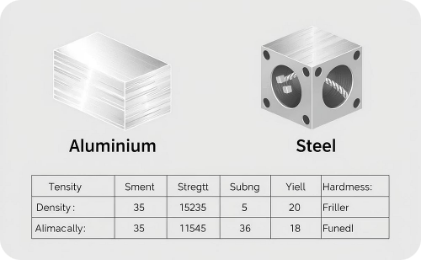 Aluminium
Steel
Tensity Sment Stregtt Subng Yiell Hardmess:
Density: 35 15235 5 20 Friller
Alimacally: 35 11545 36 18 Funedl